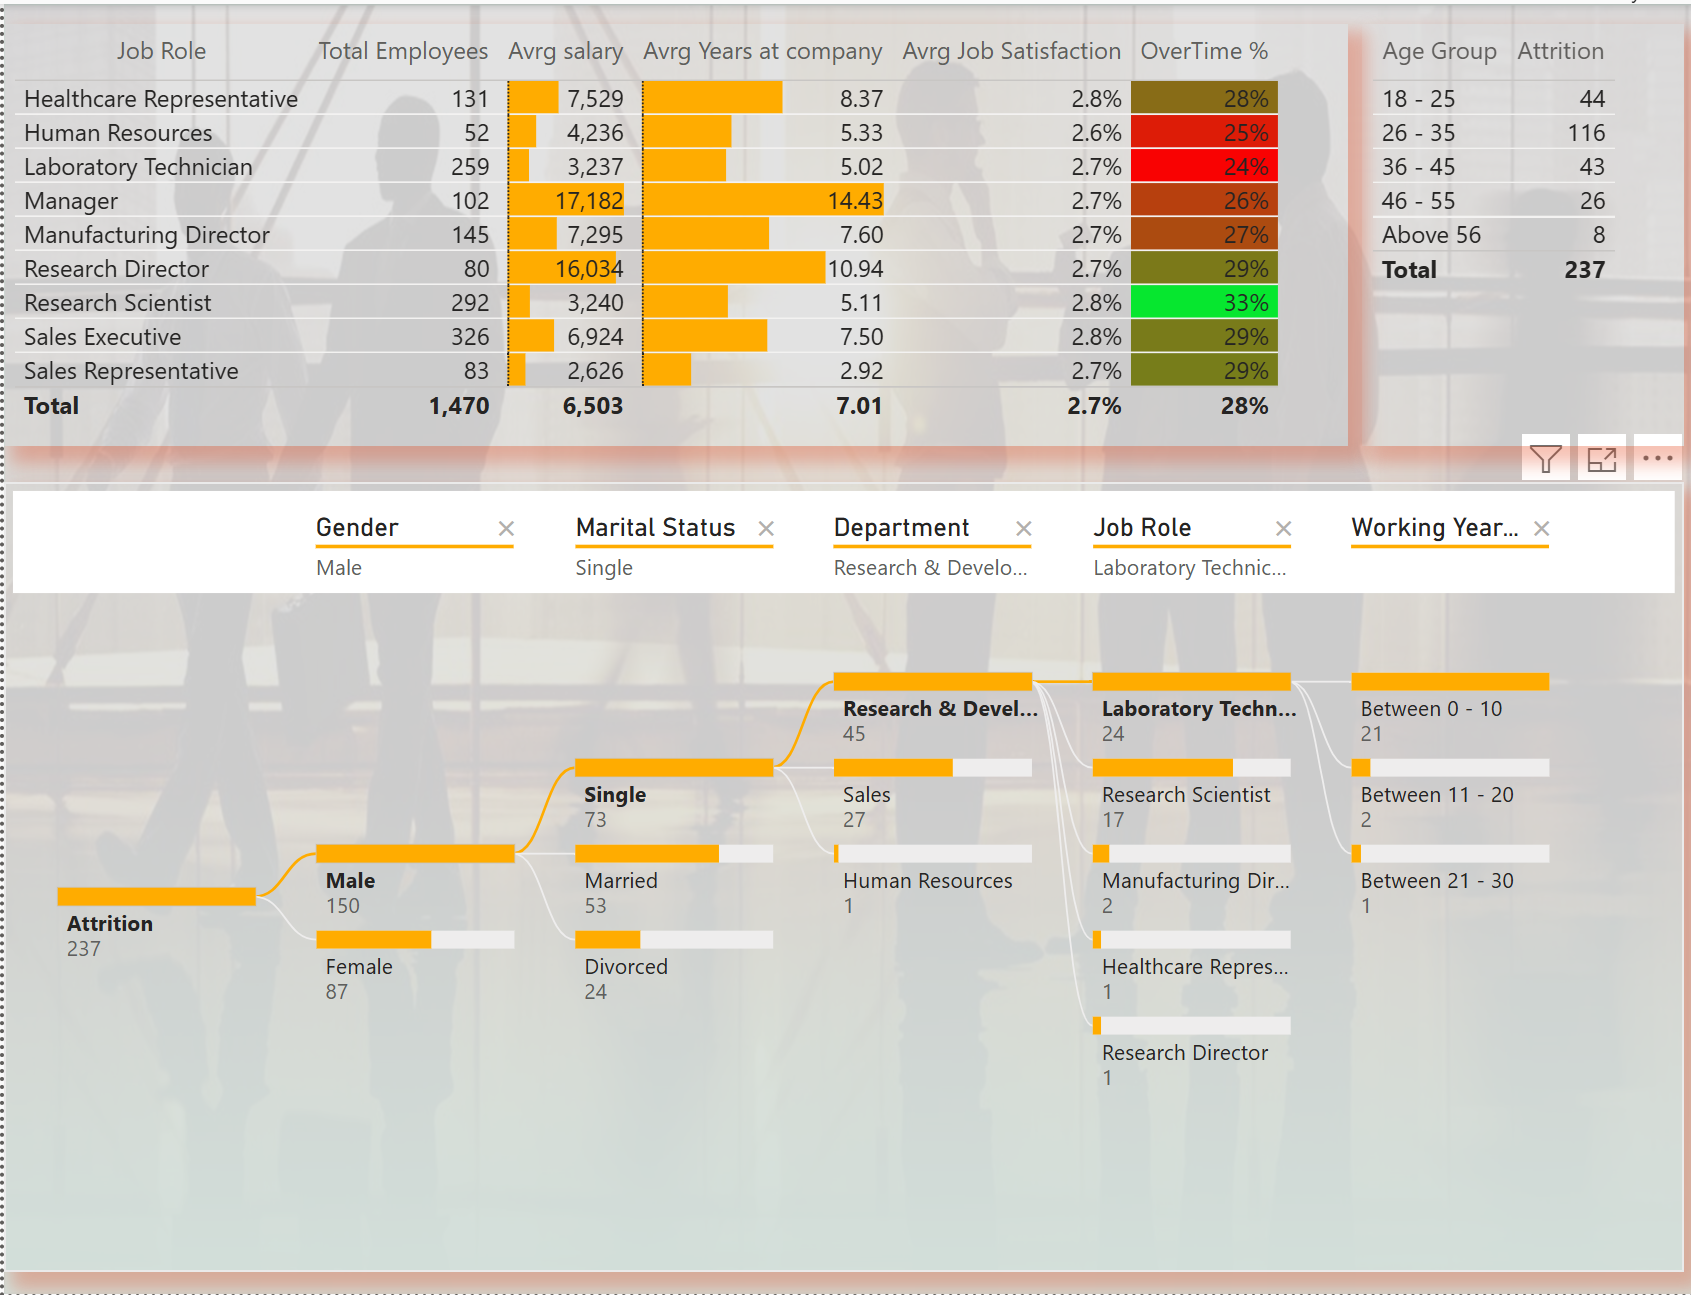 Job Role Total Employees Avrg salary Avrg Years at company Avrg Job Satisfaction OverTime %
Healthcare Representative 131 7,529 8.37 2.8% 28%
Human Resources 52 4,236 5.33 2.6% 25%
Laboratory Technician 259 3,237 5.02 2.7% 24%
Manager 102 17,182 14.43 2.7% 26%
Manufacturing Director 145 7,295 7.60 2.7% 27%
Research Director 80 16,034 10.94 2.7% 29%
Research Scientist 292 3,240 5.11 2.8% 33%
Sales Executive 326 6,924 7.50 2.8% 29%
Sales Representative 83 2,626 2.92 2.7% 29%
Total 1,470 6,503 7.01 2.7% 28%
Age Group Attrition
18 - 25 44
26 - 35 116
36 - 45 43
46 - 55 26
Above 56 8
Total 237
Gender Marital Status Department Job Role Working Year...
Male Single Research & Develo... Laboratory Technic...
Attrition
237
Male
150
Female
87
Single
73
Married
53
Divorced
24
Research & Devel...
45
Sales
27
Human Resources
1
Laboratory Techn...
24
Research Scientist
17
Manufacturing Dir...
2
Healthcare Repres...
1
Research Director
1
Between 0 - 10
21
Between 11 - 20
2
Between 21 - 30
1